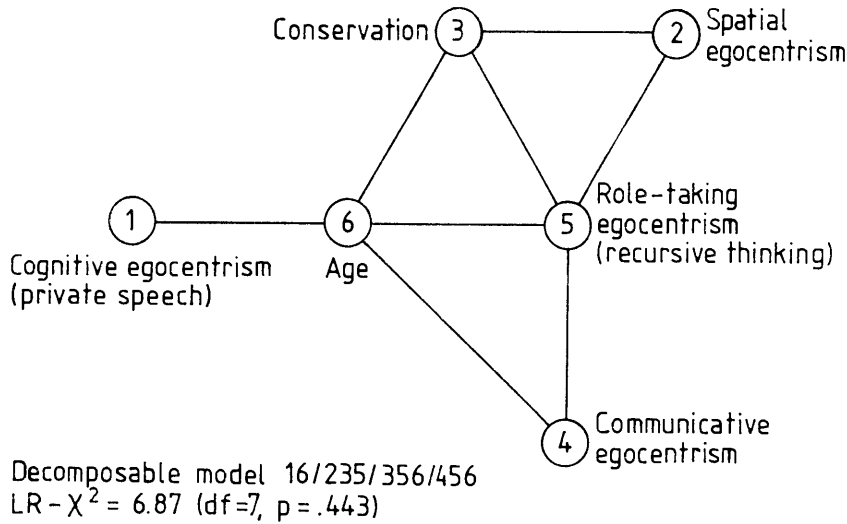 Conservation
3
2
Spatial
egocentrism
1
6
5
Role-taking
egocentrism
(recursive thinking)
Cognitive egocentrism
(private speech)
Age
4
Communicative
egocentrism
Decomposable model 16/235/356/456
LR-χ² = 6.87 (df=7, p=.443)